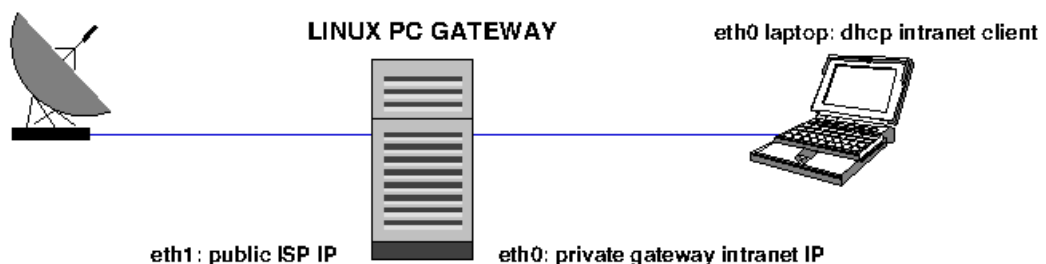 LINUX PC GATEWAY
eth0 laptop: dhcp intranet client
eth1: public ISP IP
eth0: private gateway intranet IP